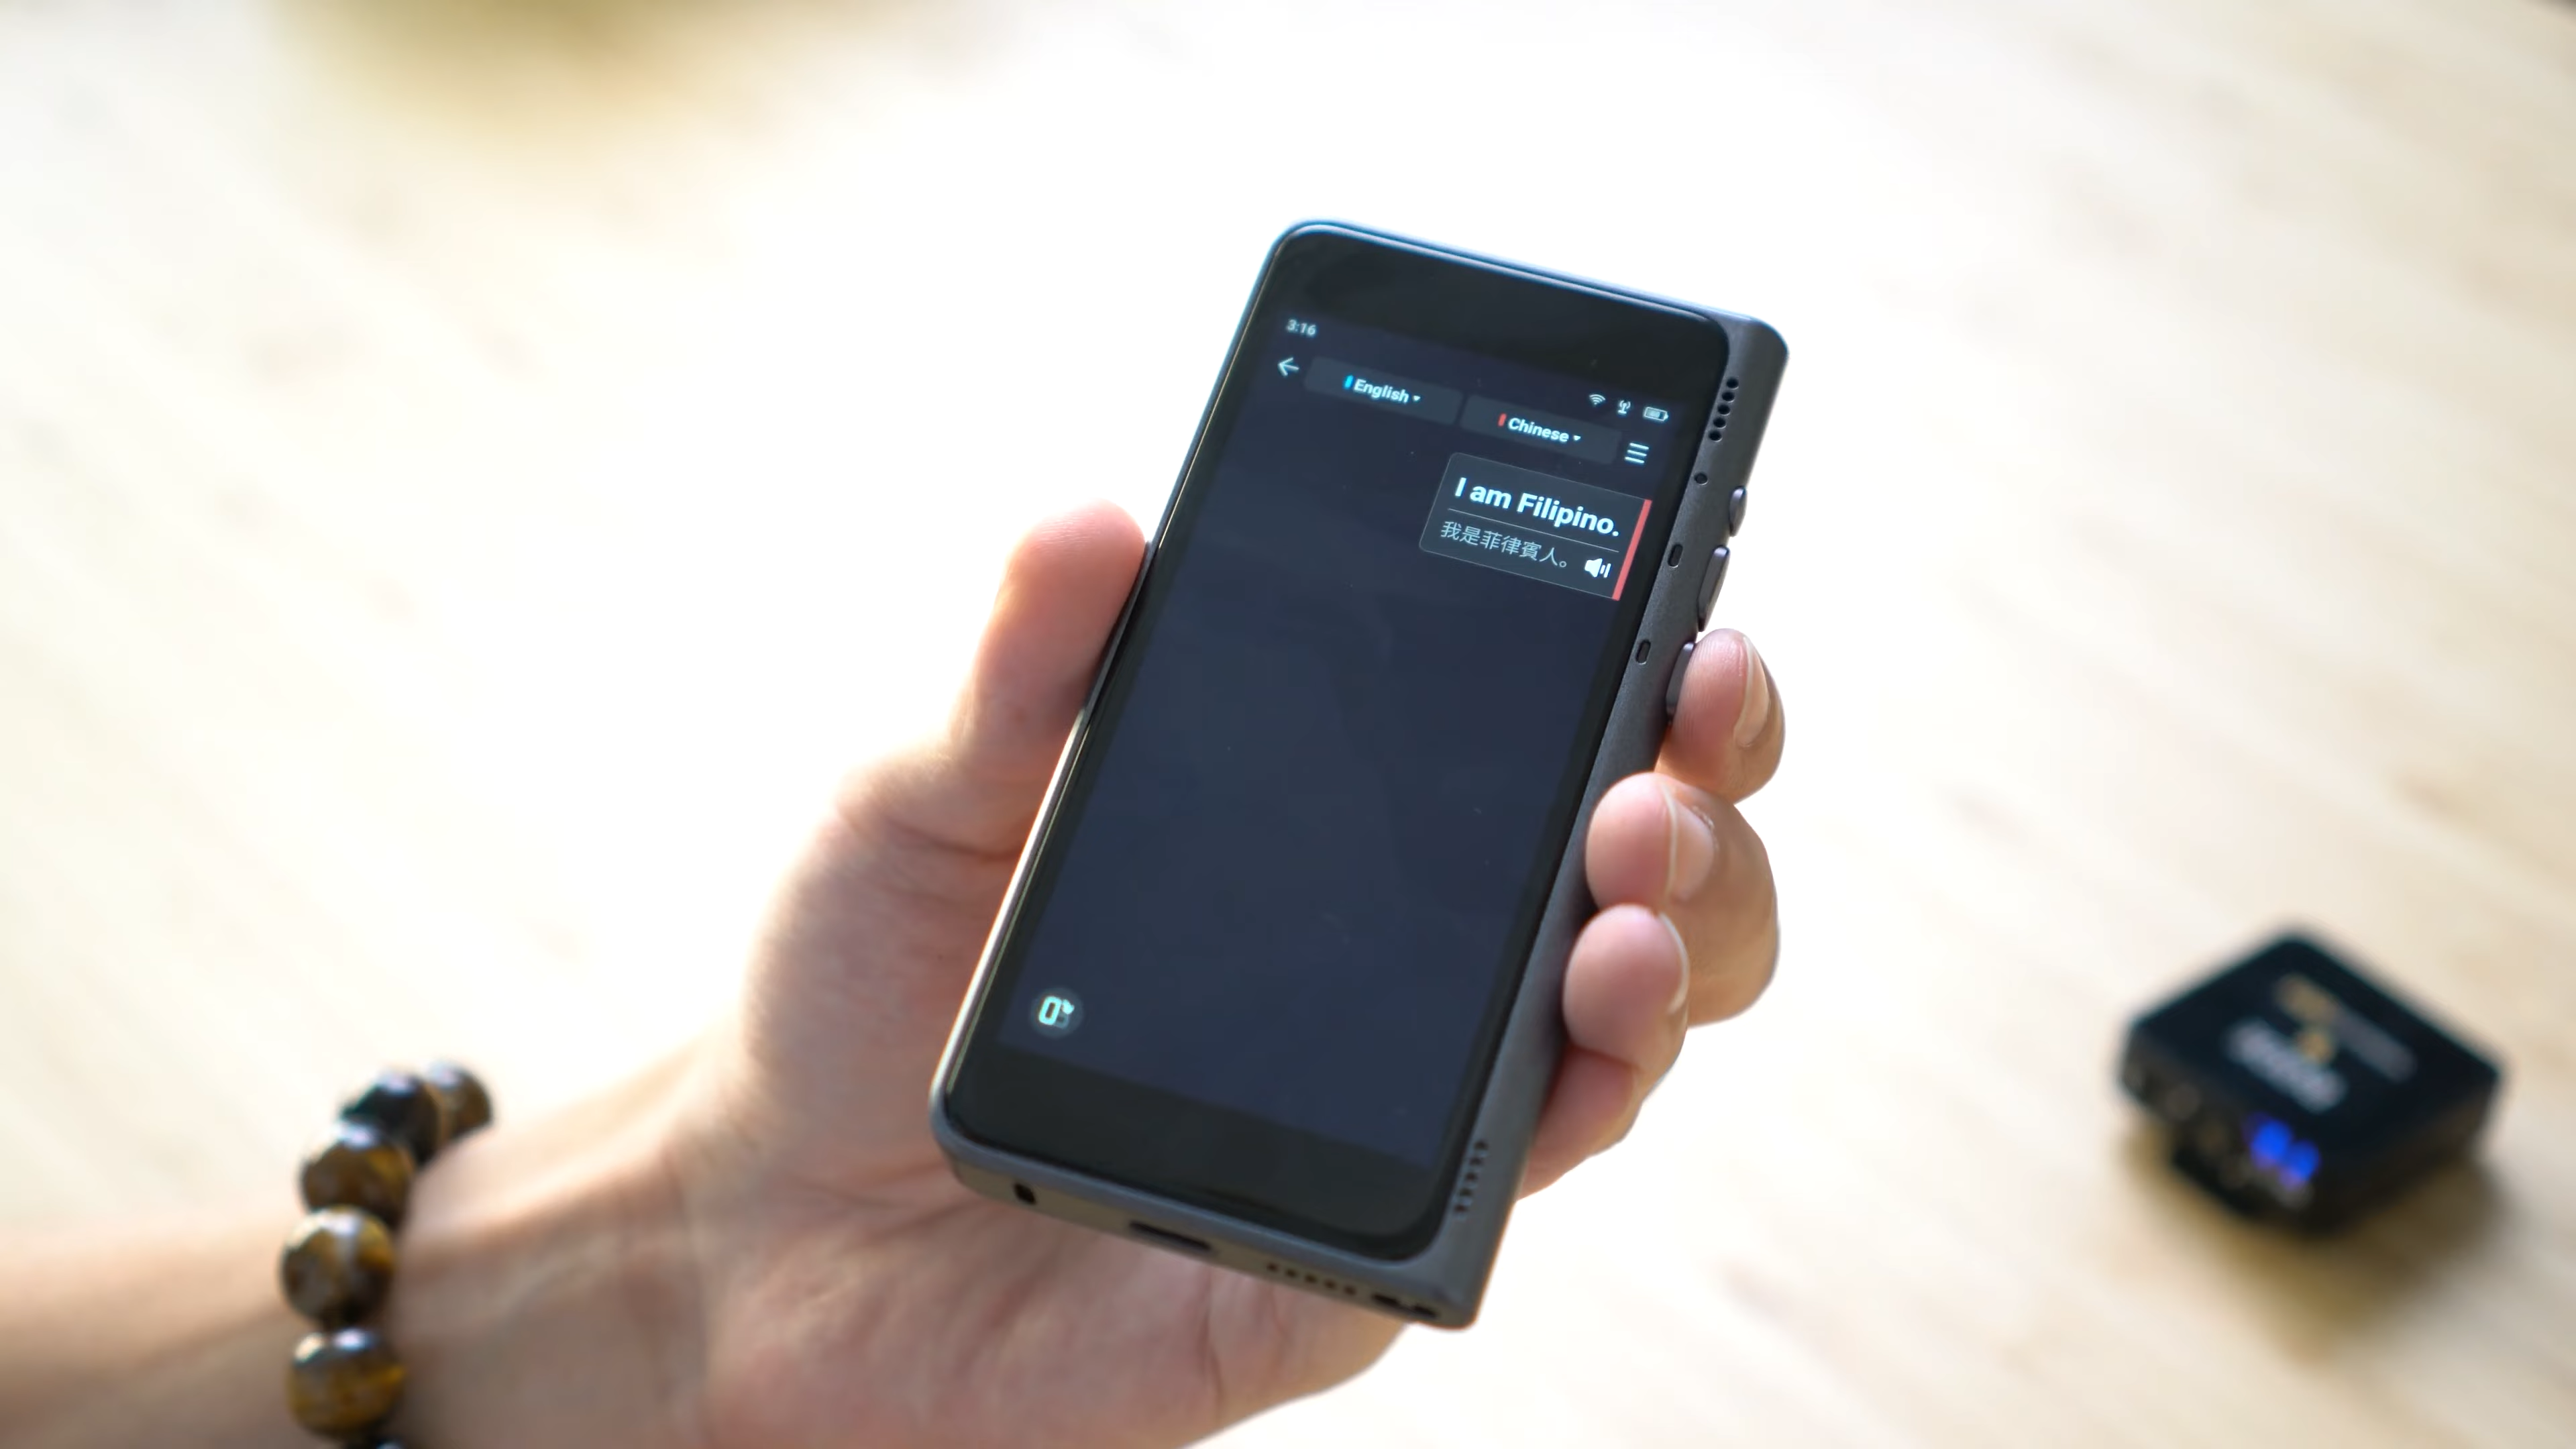 3:16
English
Chinese
I am Filipino.
我是菲律賓人。